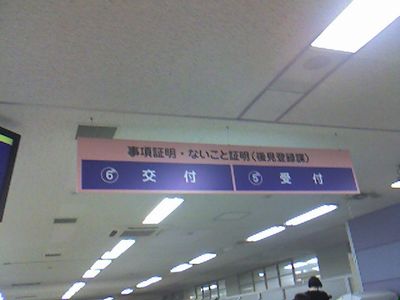 事項証明・ないこと証明(後見登録課)
⑥ 交付 ⑤ 受付